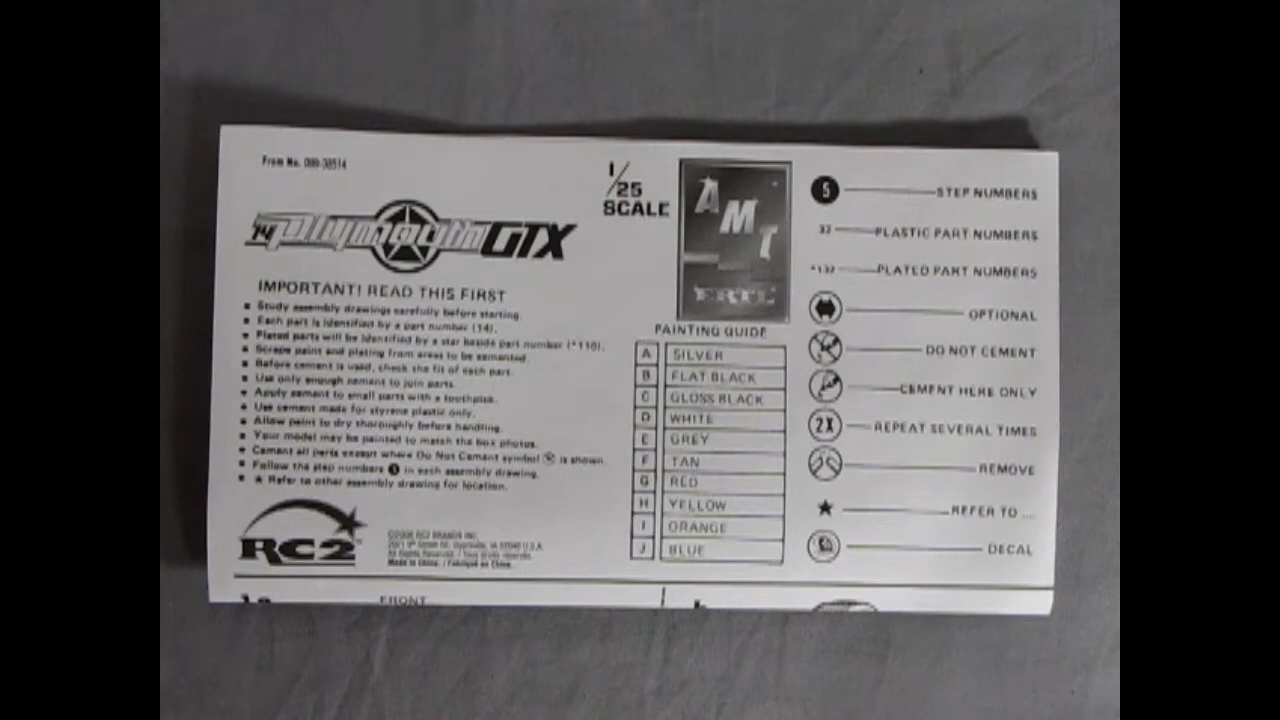 From No. 000-38514
Plymouth GTX
IMPORTANT! READ THIS FIRST
Study assembly drawings carefully before starting.
Each part is identified by a part number (14).
Plated parts will be identified by a star beside part number (*110).
Scrape paint and plating from areas to be cemented.
Before cement is used, check the fit of each part.
Use only enough cement to join parts.
Apply cement to small parts with a toothpick.
Use cement made for styrene plastic only.
Allow paint to dry thoroughly before handling.
Your model may be painted to match the box photos.
Cement all parts except where Do Not Cement symbol is shown.
Follow the step numbers in each assembly drawing.
★ Refer to other assembly drawing for location.
RC2
RC2 BRANDS INC.
All Rights Reserved. / Tous droits réservés.
Made in China. / Fabriqué en Chine.
1/25
SCALE
AMT
ERTL
PAINTING GUIDE
A SILVER
B FLAT BLACK
C GLOSS BLACK
D WHITE
E GREY
F TAN
G RED
H YELLOW
I ORANGE
J BLUE
5 STEP NUMBERS
32 PLASTIC PART NUMBERS
*132 PLATED PART NUMBERS
OPTIONAL
DO NOT CEMENT
CEMENT HERE ONLY
2X REPEAT SEVERAL TIMES
REMOVE
★ REFER TO ...
DECAL
FRONT